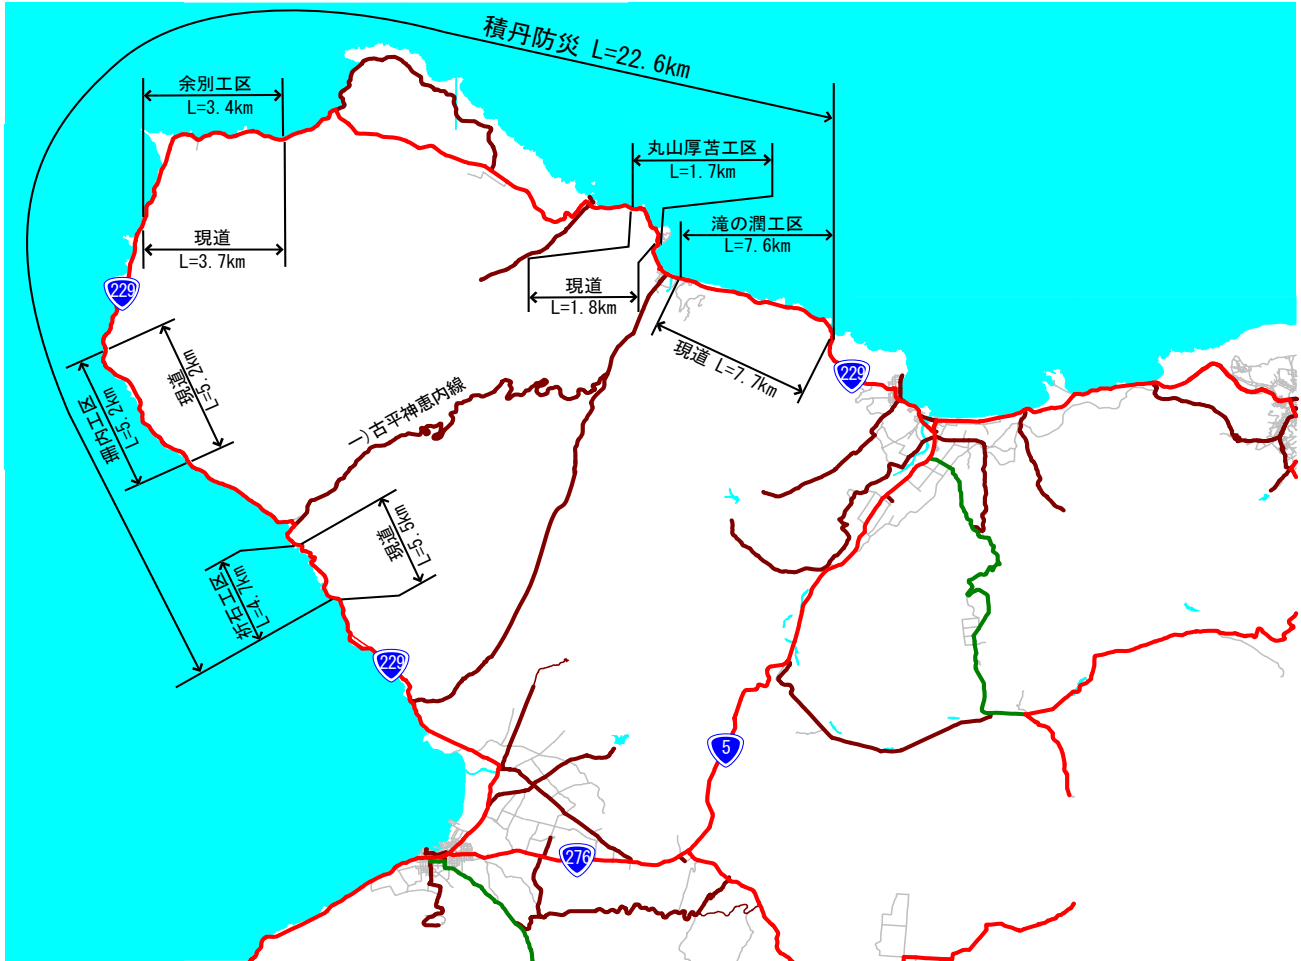 積丹防災 L=22.6km
余別工区
L=3.4km
丸山厚苫工区
L=1.7km
滝の潤工区
L=7.6km
現道
L=3.7km
現道
L=1.8km
229
現道 L=7.7km
229
現道
L=5.2km
珊内工区
L=5.2km
一)古平神恵内線
現道
L=5.5km
祈石工区
L=4.7km
229
5
276